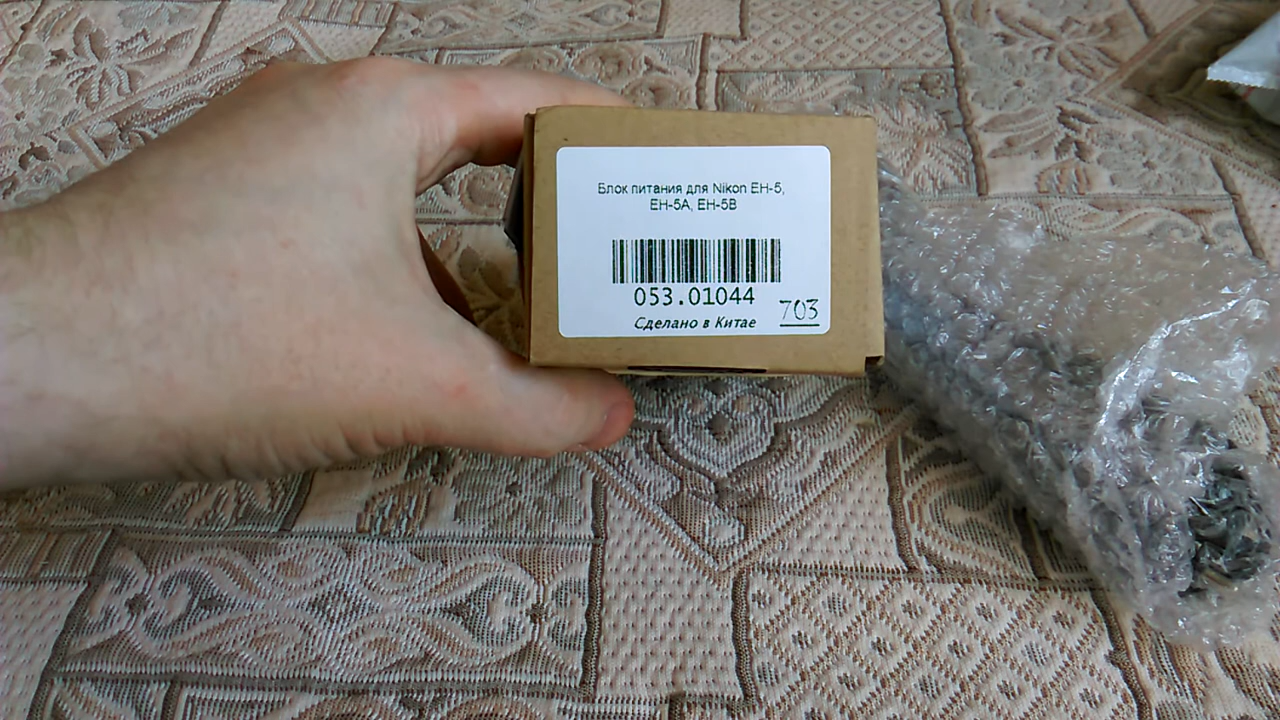 Блок питания для Nikon EH-5,
EH-5A, EH-5B
053.01044
Сделано в Китае
703